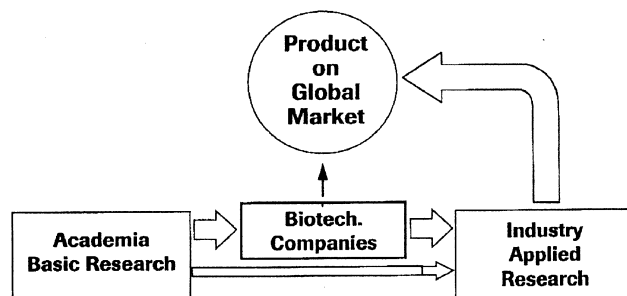 Product
on
Global
Market
Academia
Basic Research
Biotech.
Companies
Industry
Applied
Research